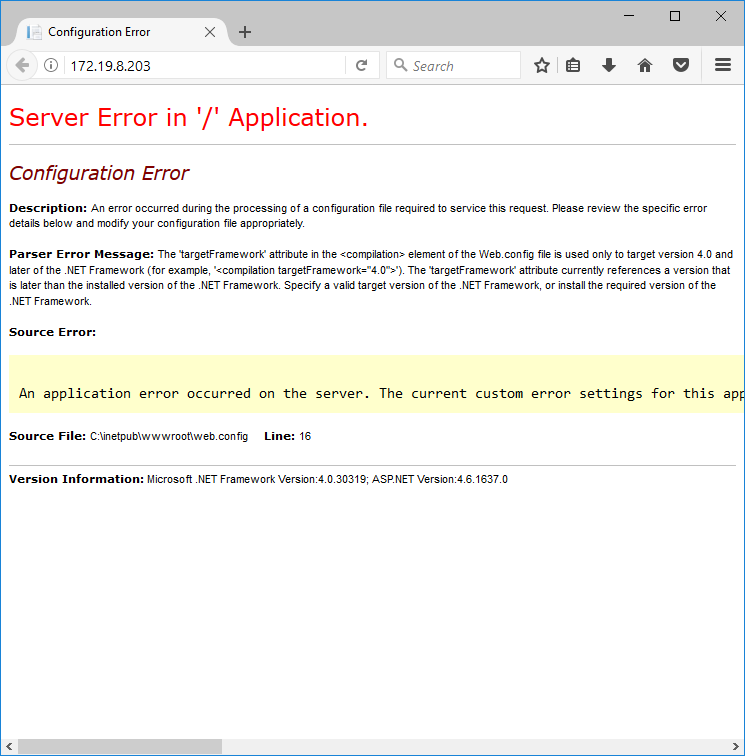 Configuration Error
172.19.8.203
Search
Server Error in '/' Application.
Configuration Error
Description: An error occurred during the processing of a configuration file required to service this request. Please review the specific error
details below and modify your configuration file appropriately.
Parser Error Message: The 'targetFramework' attribute in the <compilation> element of the Web.config file is used only to target version 4.0 and
later of the .NET Framework (for example, '<compilation targetFramework="4.0">'). The 'targetFramework' attribute currently references a version that
is later than the installed version of the .NET Framework. Specify a valid target version of the .NET Framework, or install the required version of the
.NET Framework.
Source Error:
An application error occurred on the server. The current custom error settings for this app
Source File: C:\inetpub\wwwroot\web.config Line: 16
Version Information: Microsoft .NET Framework Version:4.0.30319; ASP.NET Version:4.6.1637.0